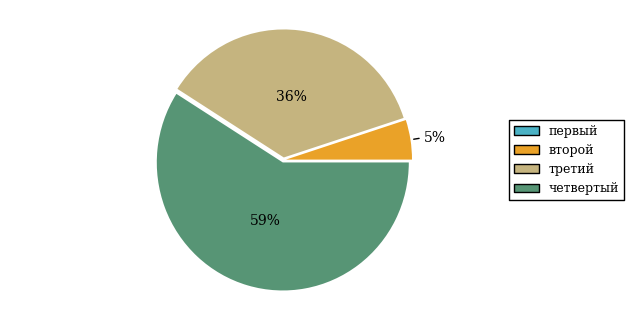 36%
5%
59%
первый
второй
третий
четвертый